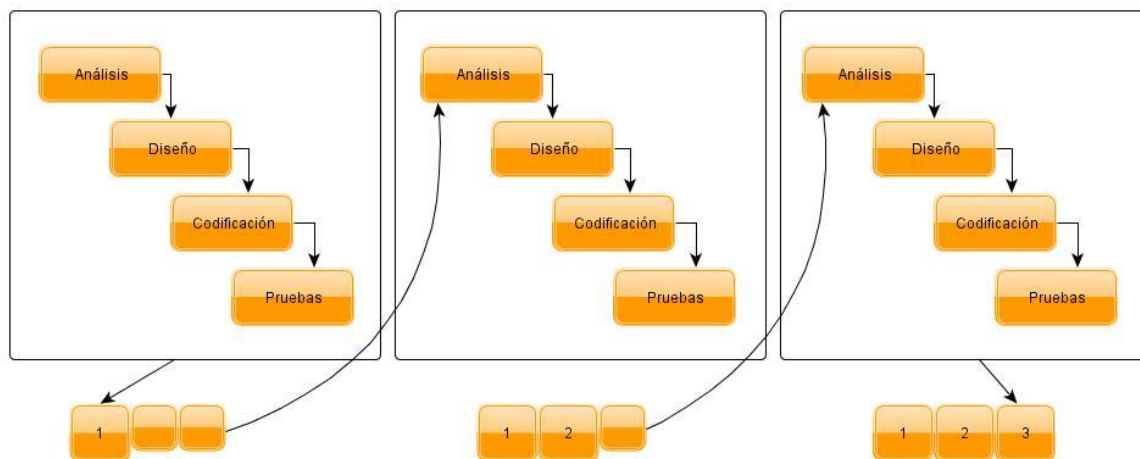 Análisis
Diseño
Codificación
Pruebas
1
Análisis
Diseño
Codificación
Pruebas
1 2
Análisis
Diseño
Codificación
Pruebas
1 2 3